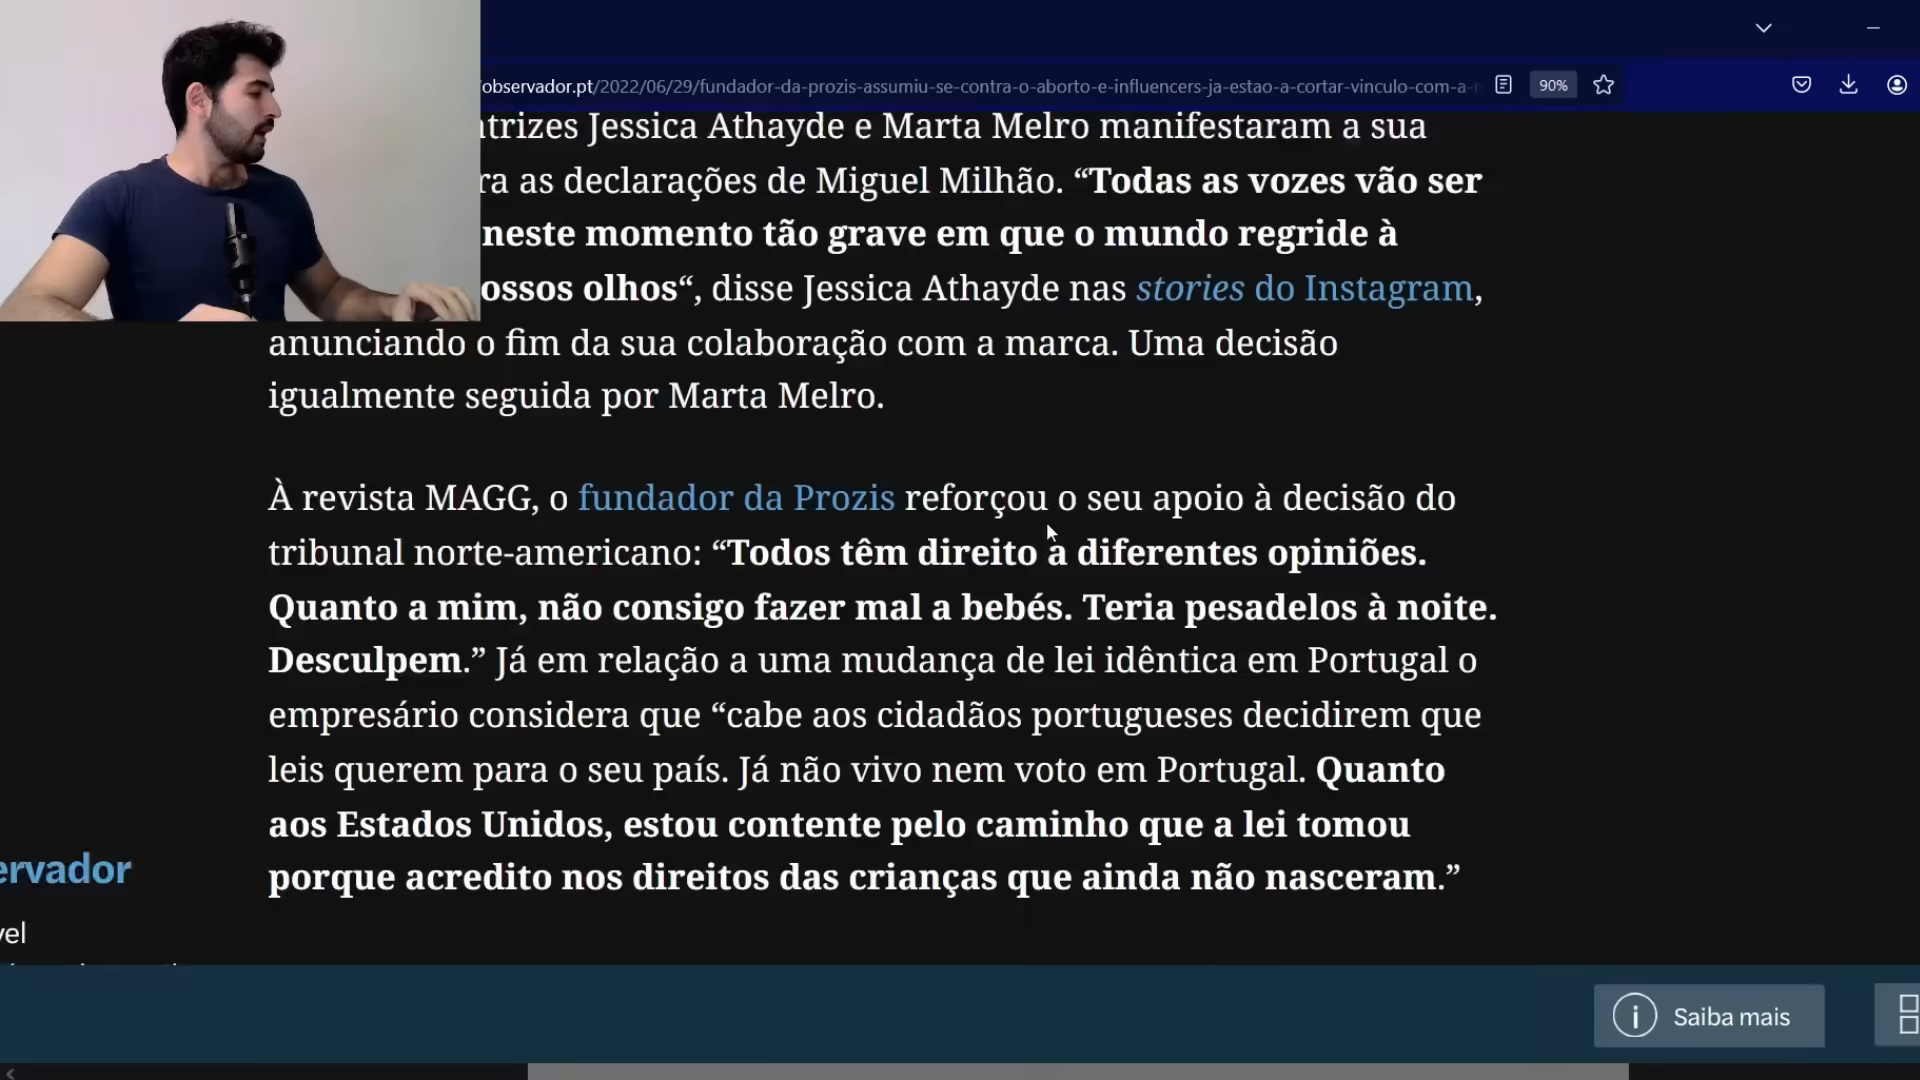 observador.pt/2022/06/29/fundador-da-prozis-assumiu-se-contra-o-aborto-e-influencers-ja-estao-a-cortar-vinculo-com-a-
90%
trizes Jessica Athayde e Marta Melro manifestaram a sua
ra as declarações de Miguel Milhão. “Todas as vozes vão ser
neste momento tão grave em que o mundo regride à
ossos olhos“, disse Jessica Athayde nas stories do Instagram,
anunciando o fim da sua colaboração com a marca. Uma decisão
igualmente seguida por Marta Melro.
À revista MAGG, o fundador da Prozis reforçou o seu apoio à decisão do
tribunal norte-americano: “Todos têm direito a diferentes opiniões.
Quanto a mim, não consigo fazer mal a bebés. Teria pesadelos à noite.
Desculpem.” Já em relação a uma mudança de lei idêntica em Portugal o
empresário considera que “cabe aos cidadãos portugueses decidirem que
leis querem para o seu país. Já não vivo nem voto em Portugal. Quanto
aos Estados Unidos, estou contente pelo caminho que a lei tomou
porque acredito nos direitos das crianças que ainda não nasceram.”
ervador
vel
Saiba mais